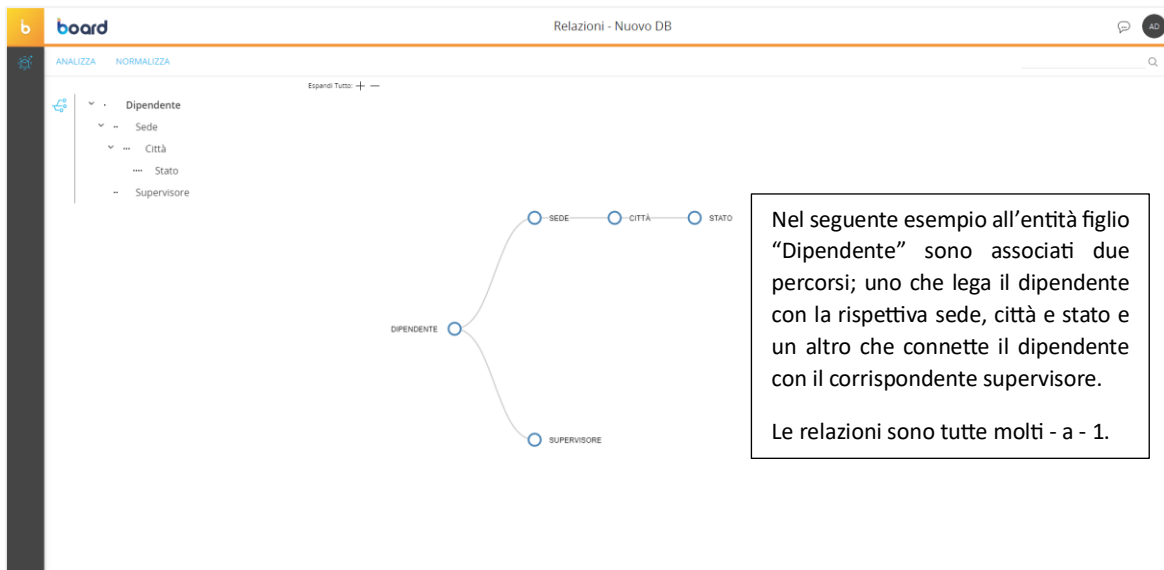 b board Relazioni - Nuovo DB AD
ANALIZZA NORMALIZZA
Espandi Tutto:
Dipendente
Sede
Città
Stato
Supervisore
SEDE CITTÀ STATO
DIPENDENTE
SUPERVISORE
Nel seguente esempio all'entità figlio
"Dipendente" sono associati due
percorsi; uno che lega il dipendente
con la rispettiva sede, città e stato e
un altro che connette il dipendente
con il corrispondente supervisore.
Le relazioni sono tutte molti - a - 1.